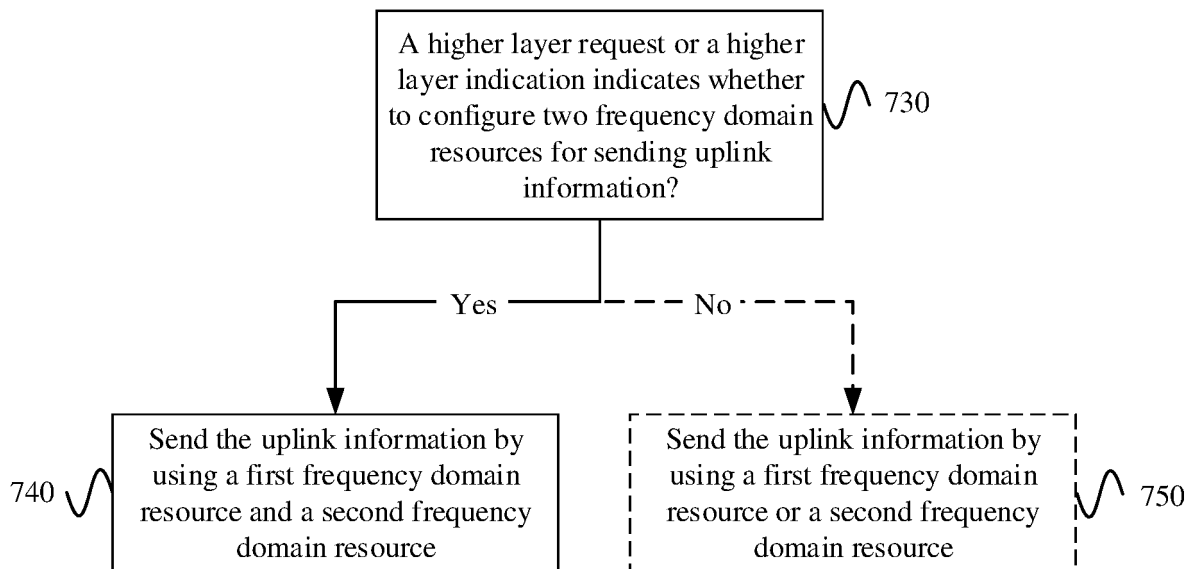 A higher layer request or a higher
layer indication indicates whether
to configure two frequency domain
resources for sending uplink
information?
730
Yes
No
Send the uplink information by
using a first frequency domain
resource and a second frequency
domain resource
740
Send the uplink information by
using a first frequency domain
resource or a second frequency
domain resource
750